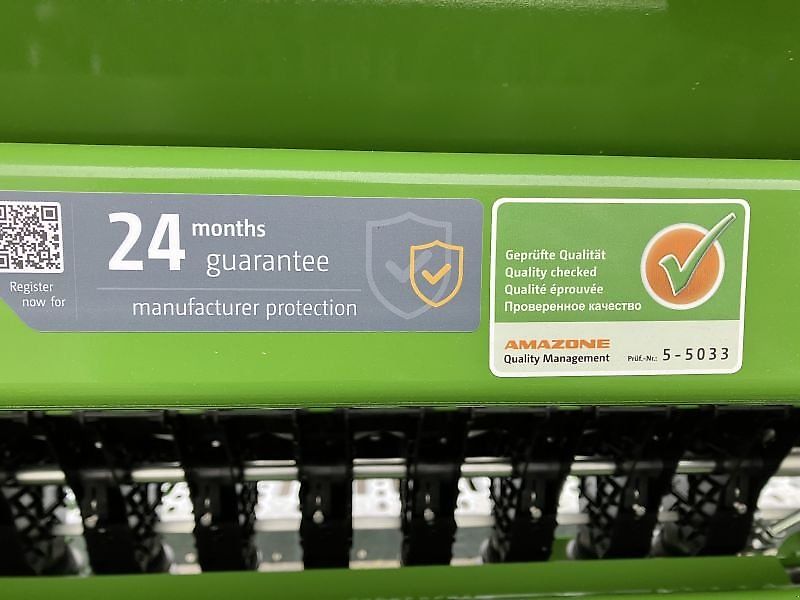 24 months
guarantee
manufacturer protection
Register
now for
Geprüfte Qualität
Quality checked
Qualité éprouvée
Проверенное качество
AMAZONE
Quality Management Prüf.-Nr.: 5-5033